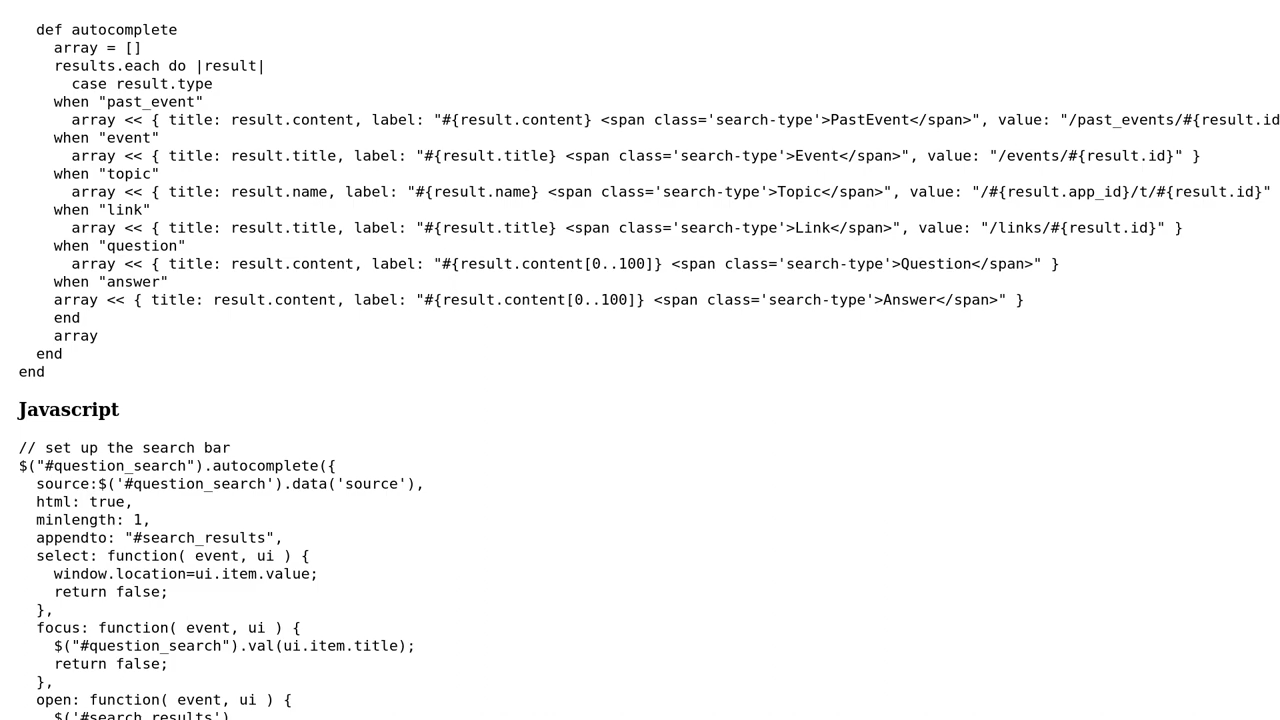 def autocomplete
array = []
results.each do |result|
case result.type
when "past_event"
array << { title: result.content, label: "#{result.content} <span class='search-type'>PastEvent</span>", value: "/past_events/#{result.id
when "event"
array << { title: result.title, label: "#{result.title} <span class='search-type'>Event</span>", value: "/events/#{result.id}" }
when "topic"
array << { title: result.name, label: "#{result.name} <span class='search-type'>Topic</span>", value: "/#{result.app_id}/t/#{result.id}"
when "link"
array << { title: result.title, label: "#{result.title} <span class='search-type'>Link</span>", value: "/links/#{result.id}" }
when "question"
array << { title: result.content, label: "#{result.content[0..100]} <span class='search-type'>Question</span>" }
when "answer"
array << { title: result.content, label: "#{result.content[0..100]} <span class='search-type'>Answer</span>" }
end
array
end
end
Javascript
// set up the search bar
$("#question_search").autocomplete({
source:$('#question_search').data('source'),
html: true,
minlength: 1,
appendto: "#search_results",
select: function( event, ui ) {
window.location=ui.item.value;
return false;
},
focus: function( event, ui ) {
$("#question_search").val(ui.item.title);
return false;
},
open: function( event, ui ) {
$('#search_results')